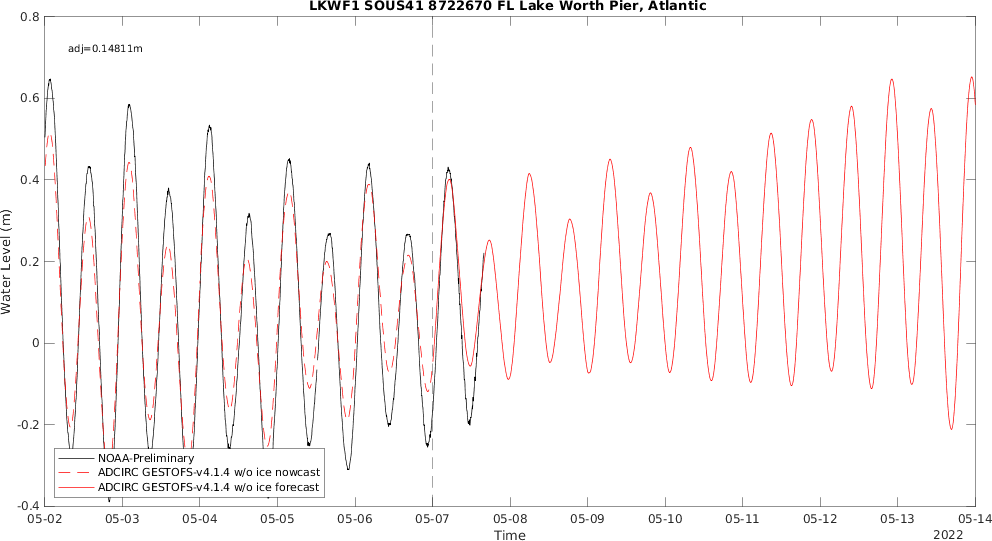 LKWF1 SOUS41 8722670 FL Lake Worth Pier, Atlantic
adj=0.14811m
0.8
0.6
0.4
0.2
0
-0.2
-0.4
Water Level (m)
NOAA-Preliminary
ADCIRC GESTOFS-v4.1.4 w/o ice nowcast
ADCIRC GESTOFS-v4.1.4 w/o ice forecast
05-02 05-03 05-04 05-05 05-06 05-07 05-08 05-09 05-10 05-11 05-12 05-13 05-14
Time
2022